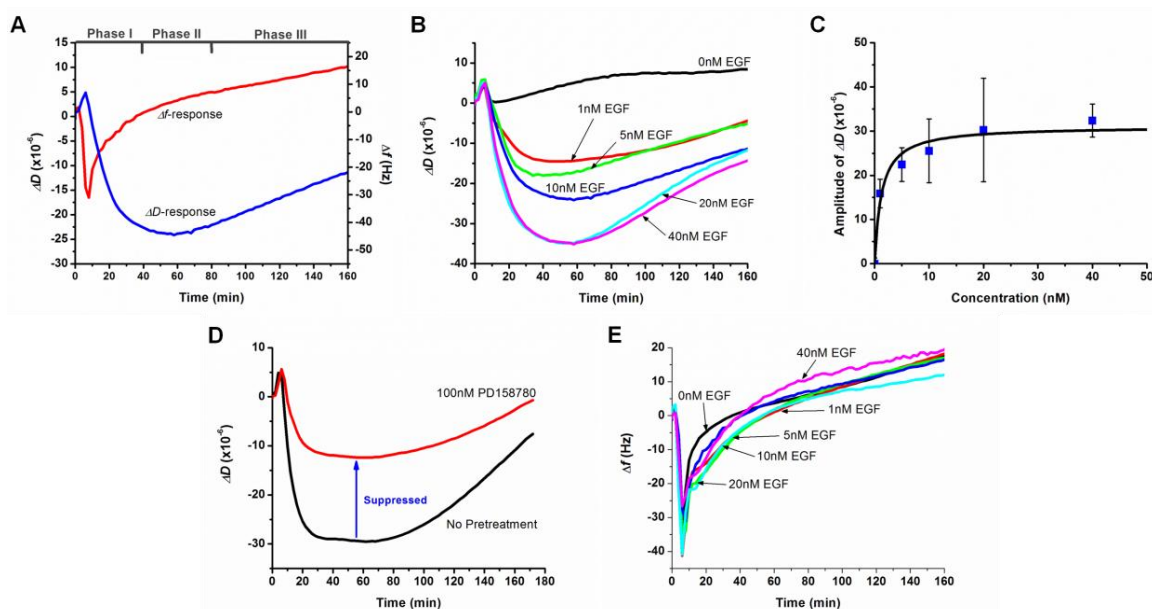 A
Phase I Phase II Phase III
15
10
5
0
-5
-10
-15
-20
-25
-30
ΔD (x10⁻⁶)
20
10
0
-10
-20
-30
-40
-50
Δf (Hz)
Δf-response
ΔD-response
0 20 40 60 80 100 120 140 160
Time (min)
B
10
0
-10
-20
-30
-40
ΔD (x10⁻⁶)
0nM EGF
1nM EGF
5nM EGF
10nM EGF
20nM EGF
40nM EGF
0 20 40 60 80 100 120 140 160
Time (min)
C
50
40
30
20
10
0
Amplitude of ΔD (x10⁻⁶)
0 10 20 30 40 50
Concentration (nM)
D
10
0
-10
-20
-30
ΔD (x10⁻⁶)
100nM PD158780
Suppressed
No Pretreatment
0 20 40 60 80 100 120 140 160 180
Time (min)
E
20
10
0
-10
-20
-30
-40
Δf (Hz)
40nM EGF
0nM EGF
1nM EGF
5nM EGF
10nM EGF
20nM EGF
0 20 40 60 80 100 120 140 160
Time (min)